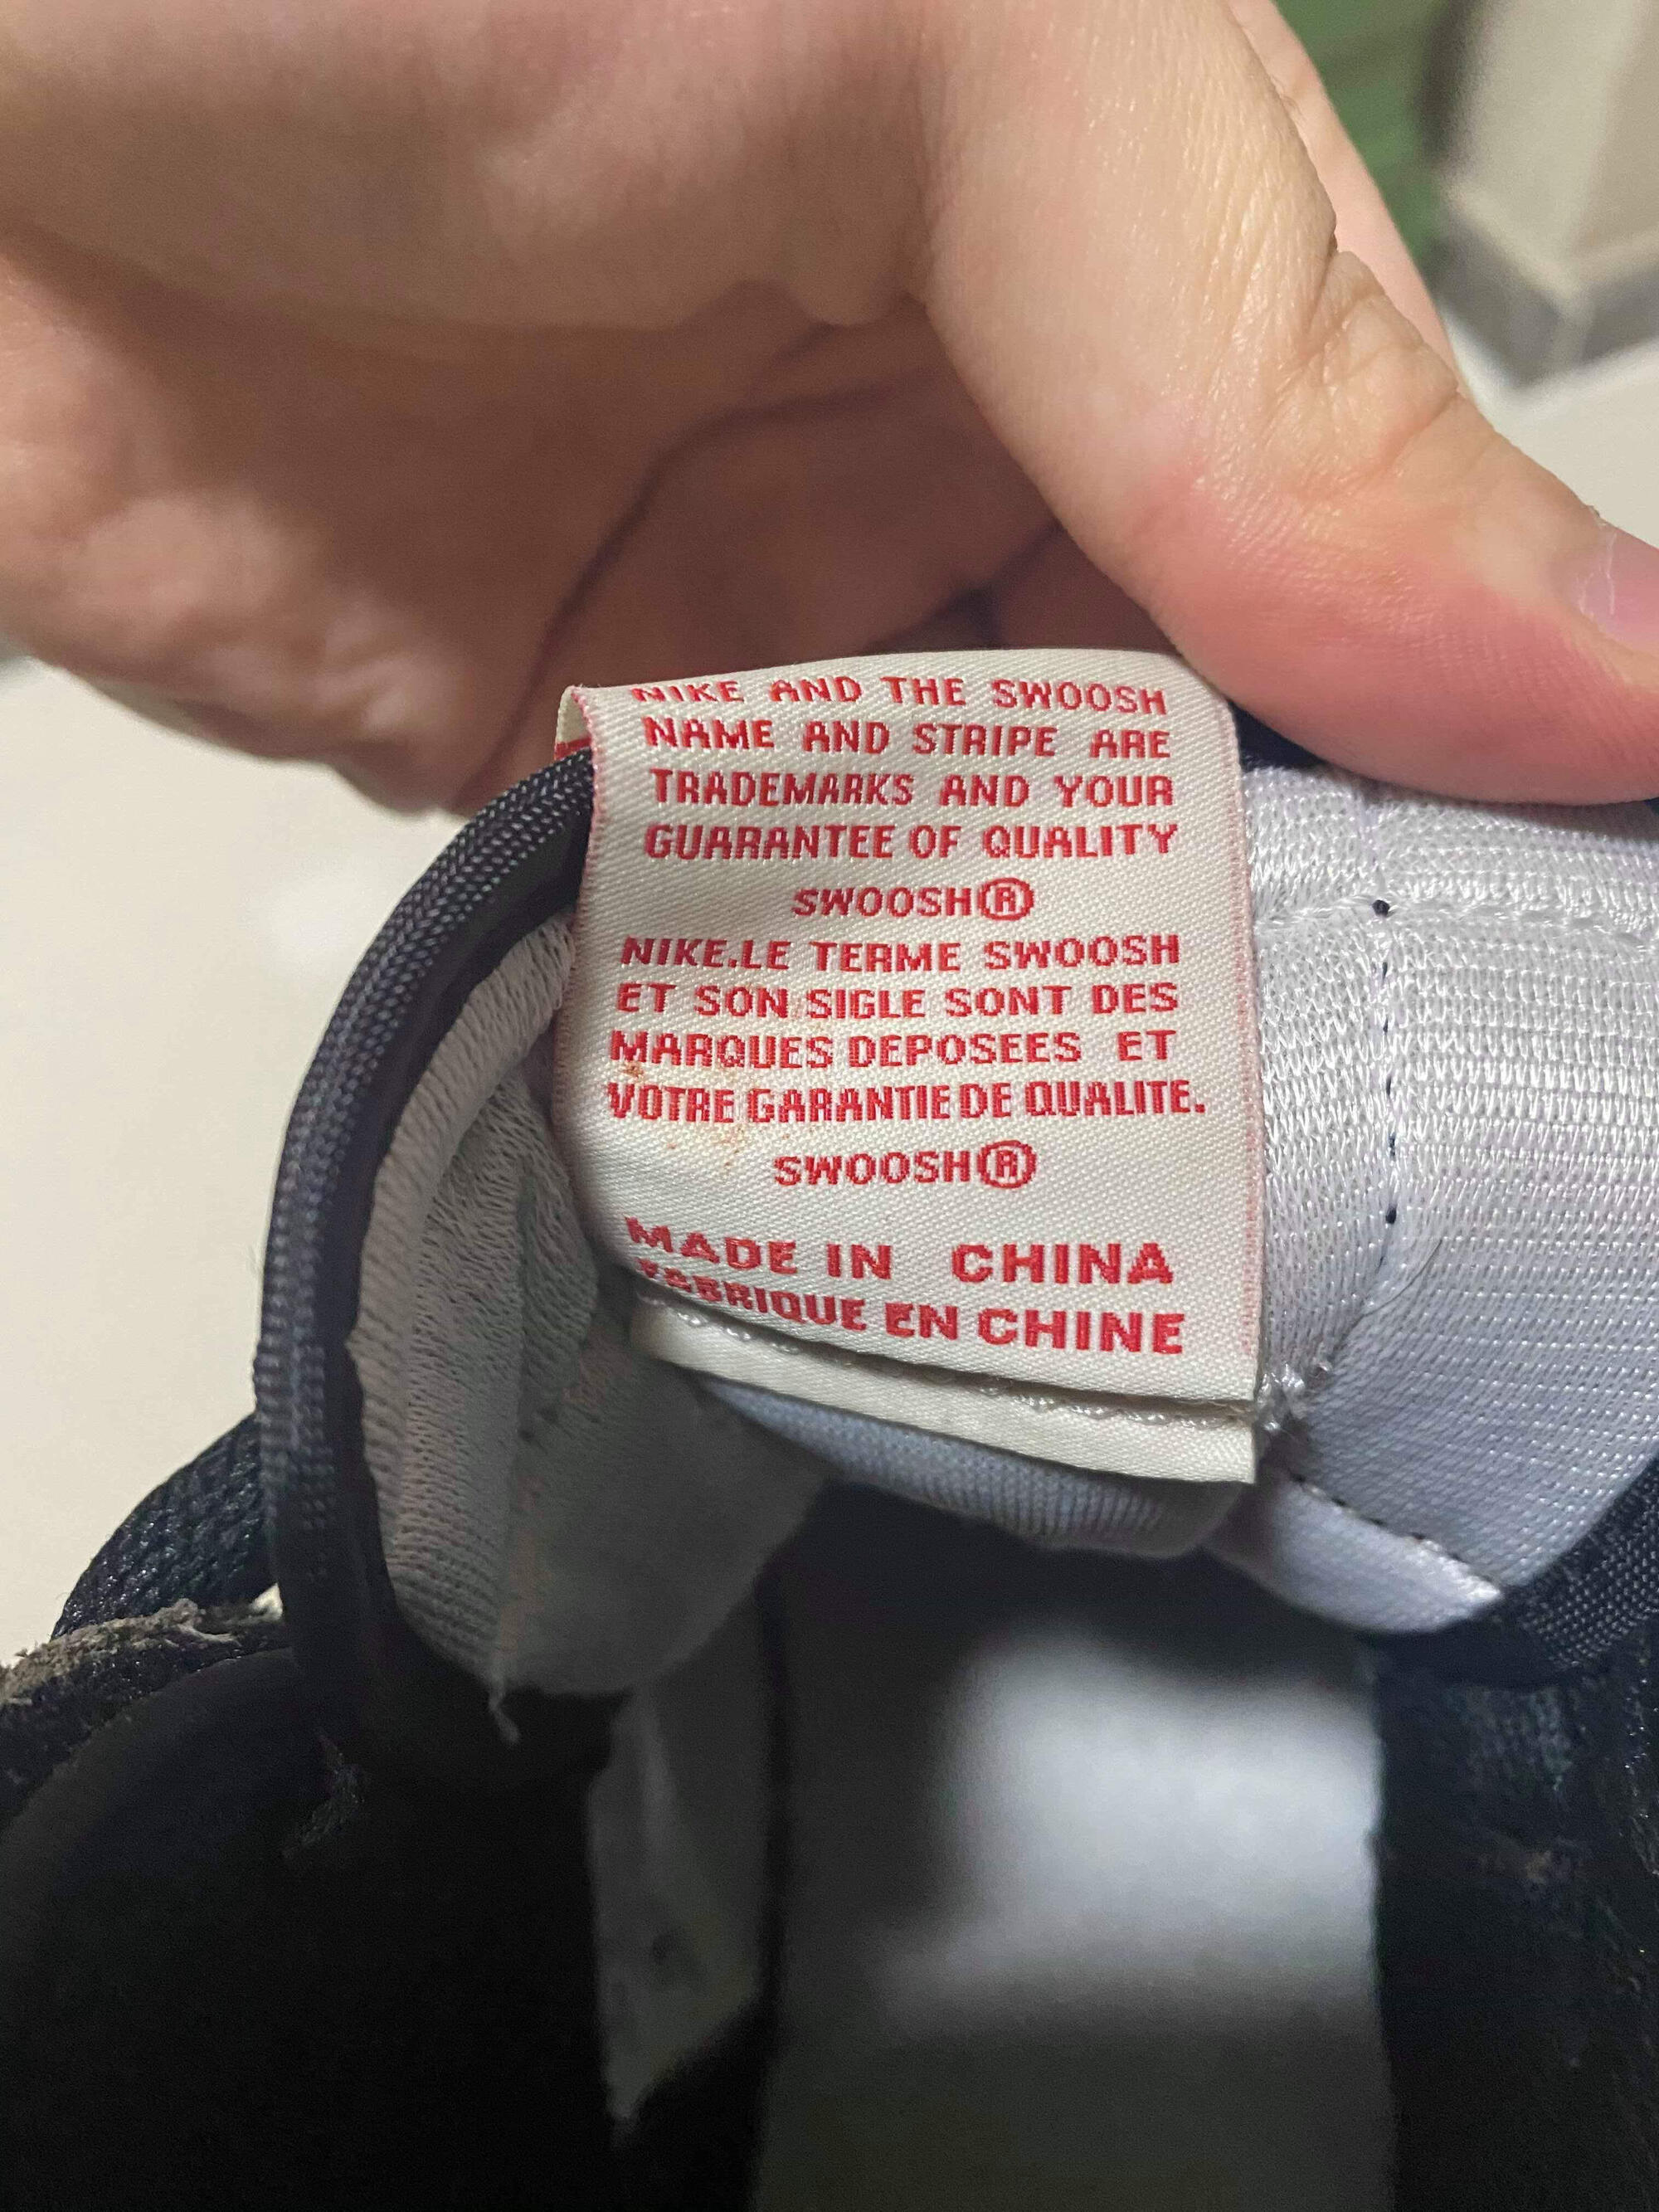 NIKE AND THE SWOOSH
NAME AND STRIPE ARE
TRADEMARKS AND YOUR
GUARANTEE OF QUALITY
SWOOSH®
NIKE.LE TERME SWOOSH
ET SON SIGLE SONT DES
MARQUES DEPOSEES ET
VOTRE GARANTIE DE QUALITE.
SWOOSH®
MADE IN CHINA
FABRIQUE EN CHINE